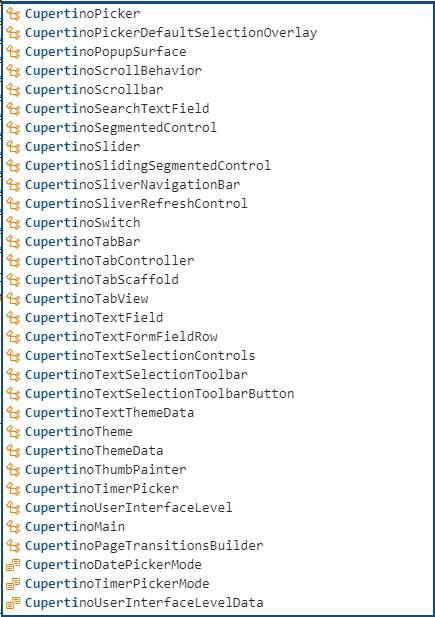 CupertinoPicker
CupertinoPickerDefaultSelectionOverlay
CupertinoPopupSurface
CupertinoScrollBehavior
CupertinoScrollbar
CupertinoSearchTextField
CupertinoSegmentedControl
CupertinoSlider
CupertinoSlidingSegmentedControl
CupertinoSliverNavigationBar
CupertinoSliverRefreshControl
CupertinoSwitch
CupertinoTabBar
CupertinoTabController
CupertinoTabScaffold
CupertinoTabView
CupertinoTextField
CupertinoTextFormFieldRow
CupertinoTextSelectionControls
CupertinoTextSelectionToolbar
CupertinoTextSelectionToolbarButton
CupertinoTextThemeData
CupertinoTheme
CupertinoThemeData
CupertinoThumbPainter
CupertinoTimerPicker
CupertinoUserInterfaceLevel
CupertinoMain
CupertinoPageTransitionsBuilder
CupertinoDatePickerMode
CupertinoTimerPickerMode
CupertinoUserInterfaceLevelData